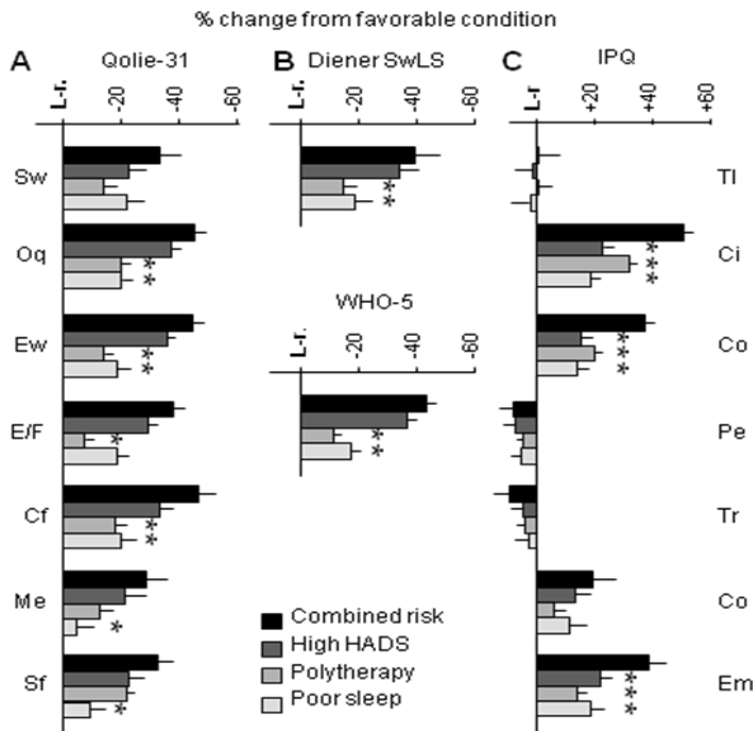 % change from favorable condition
A Qolie-31
B Diener SwLS
C IPQ
L-r. -20 -40 -60
L-r. -20 -40 -60
L-r +20 +40 +60
Sw
Tl
* *
Oq
* *
Ci
* * *
Ew
* *
Co
* * *
WHO-5
L-r. -20 -40 -60
* *
E/F
*
Pe
Cf
* *
Tr
Me
*
Co
Sf
*
Em
* * *
Combined risk
High HADS
Polytherapy
Poor sleep